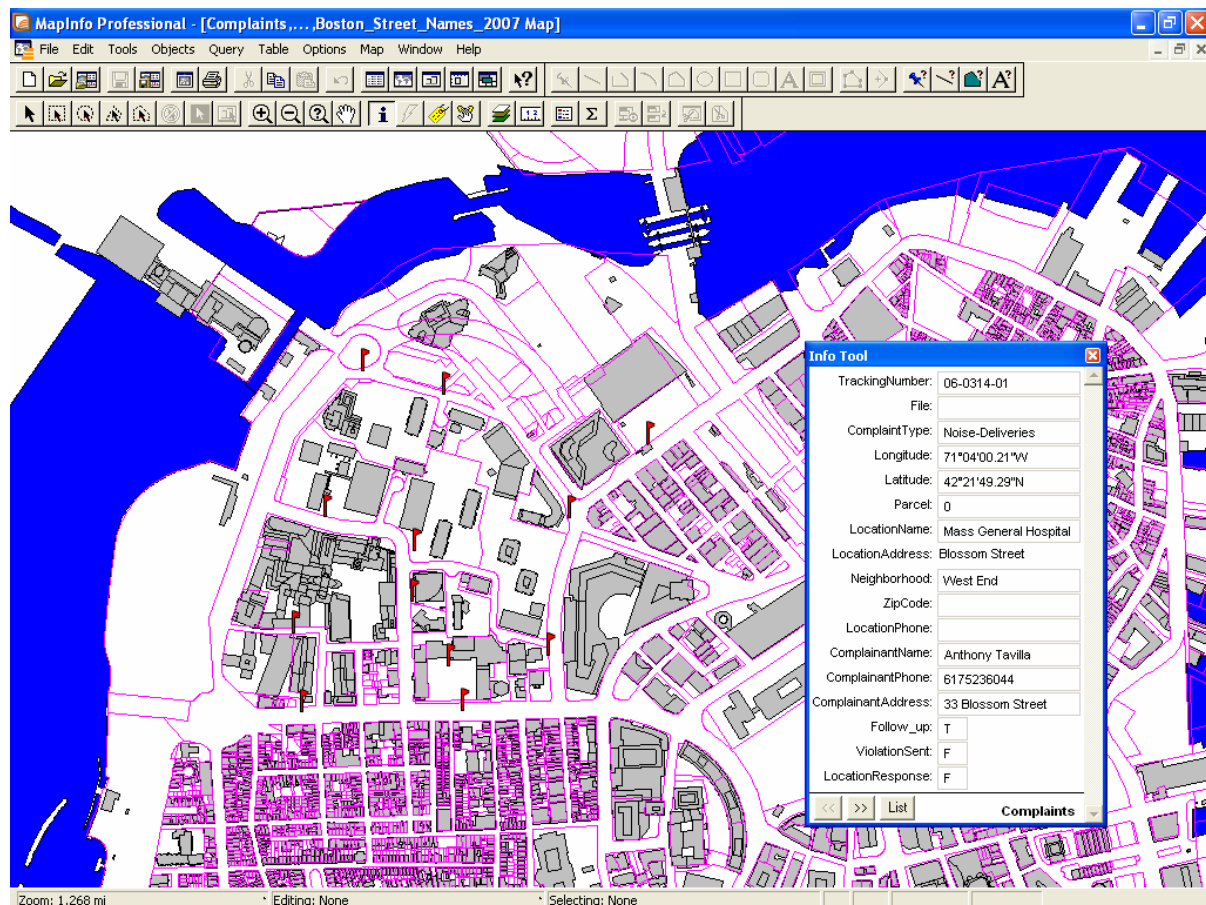 MapInfo Professional - [Complaints,...,Boston_Street_Names_2007 Map]
File Edit Tools Objects Query Table Options Map Window Help
Info Tool
TrackingNumber: 06-0314-01
File:
ComplaintType: Noise-Deliveries
Longitude: 71°04'00.21"W
Latitude: 42°21'49.29"N
Parcel: 0
LocationName: Mass General Hospital
LocationAddress: Blossom Street
Neighborhood: West End
ZipCode:
LocationPhone:
ComplainantName: Anthony Tavilla
ComplainantPhone: 6175236044
ComplainantAddress: 33 Blossom Street
Follow_up: T
ViolationSent: F
LocationResponse: F
<< >> List Complaints
Zoom: 1.268 mi Editing: None Selecting: None